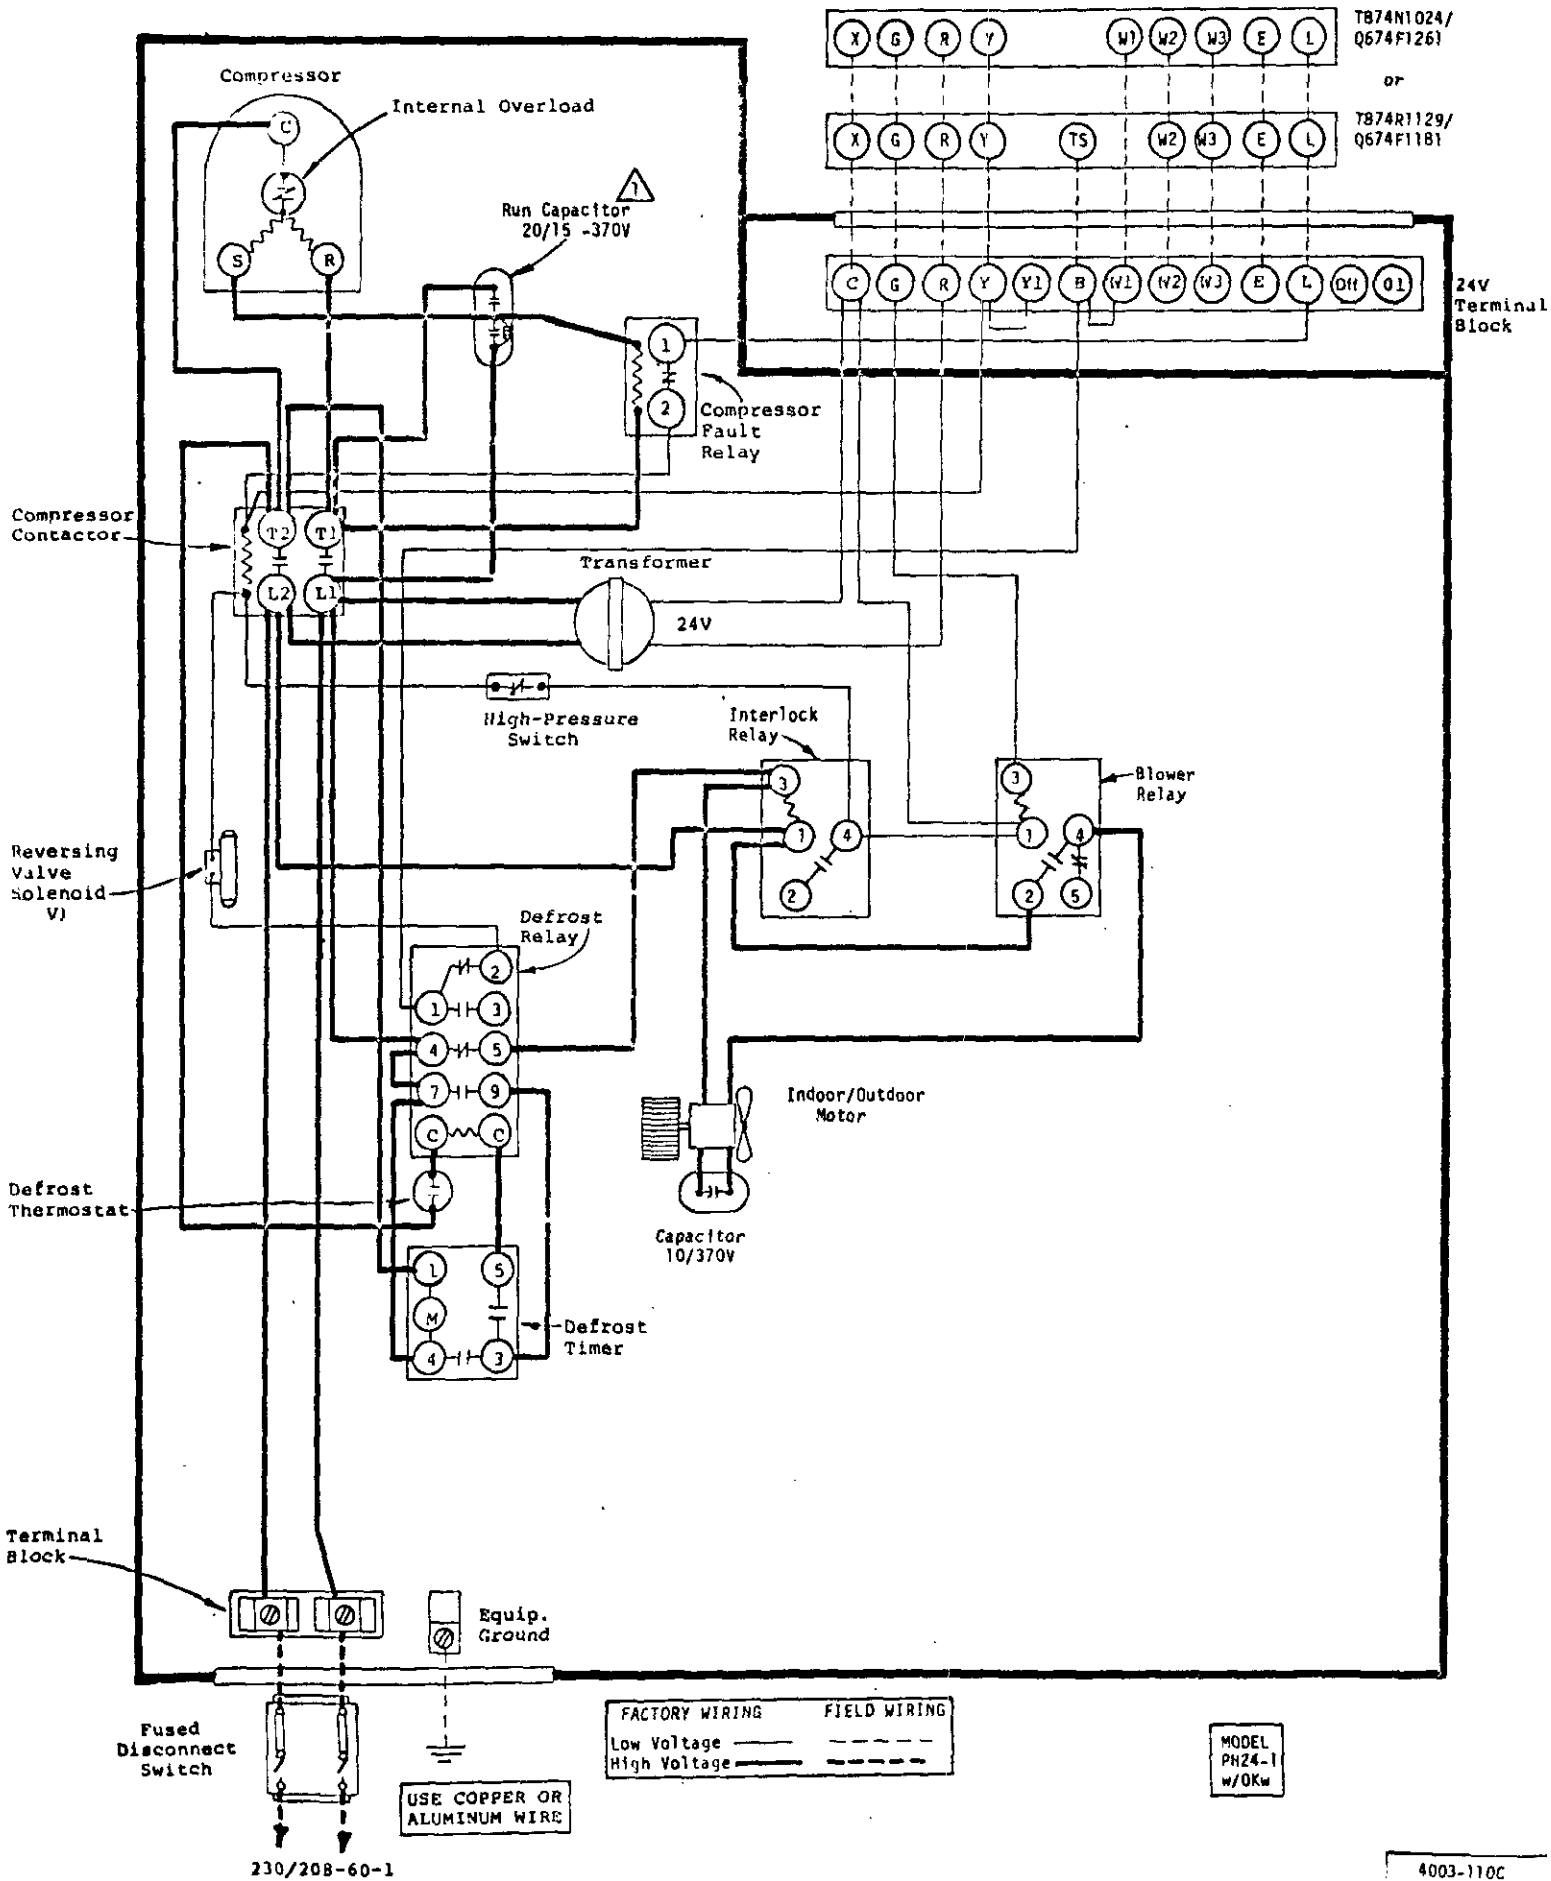 T874N1024/
Q674F1261
X G R Y W1 W2 W3 E L
or
T874R1129/
Q674F1181
X G R Y TS W2 W3 E L
Compressor
Internal Overload
C
S R
1
Run Capacitor
20/15 -370V
C G R Y Y1 B W1 W2 W3 E L Off O1
24V
Terminal
Block
1
2
Compressor
Fault
Relay
Compressor
Contactor
T2 T1
L2 L1
Transformer
24V
High-Pressure
Switch
Interlock
Relay
3
1 4
2
Blower
Relay
3
1 4
2 5
Reversing
Valve
Solenoid
V)
Defrost
Relay
2
1 3
4 5
7 9
C C
Indoor/Outdoor
Motor
Defrost
Thermostat
Capacitor
10/370V
1 5
M
4 3
Defrost
Timer
Terminal
Block
Equip.
Ground
Fused
Disconnect
Switch
FACTORY WIRING FIELD WIRING
Low Voltage
High Voltage
USE COPPER OR
ALUMINUM WIRE
MODEL
PH24-1
W/OKW
230/208-60-1
4003-110C